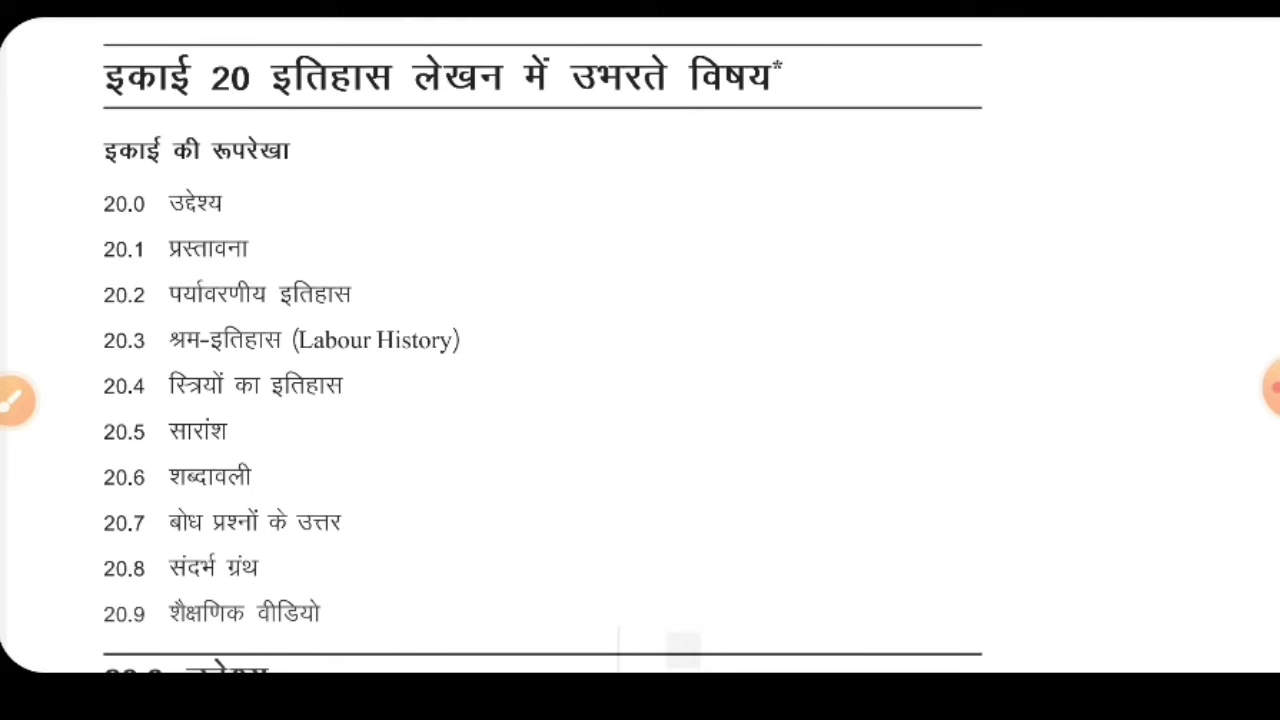 इकाई 20 इतिहास लेखन में उभरते विषय*
इकाई की रूपरेखा
20.0 उद्देश्य
20.1 प्रस्तावना
20.2 पर्यावरणीय इतिहास
20.3 श्रम-इतिहास (Labour History)
20.4 स्त्रियों का इतिहास
20.5 सारांश
20.6 शब्दावली
20.7 बोध प्रश्नों के उत्तर
20.8 संदर्भ ग्रंथ
20.9 शैक्षणिक वीडियो